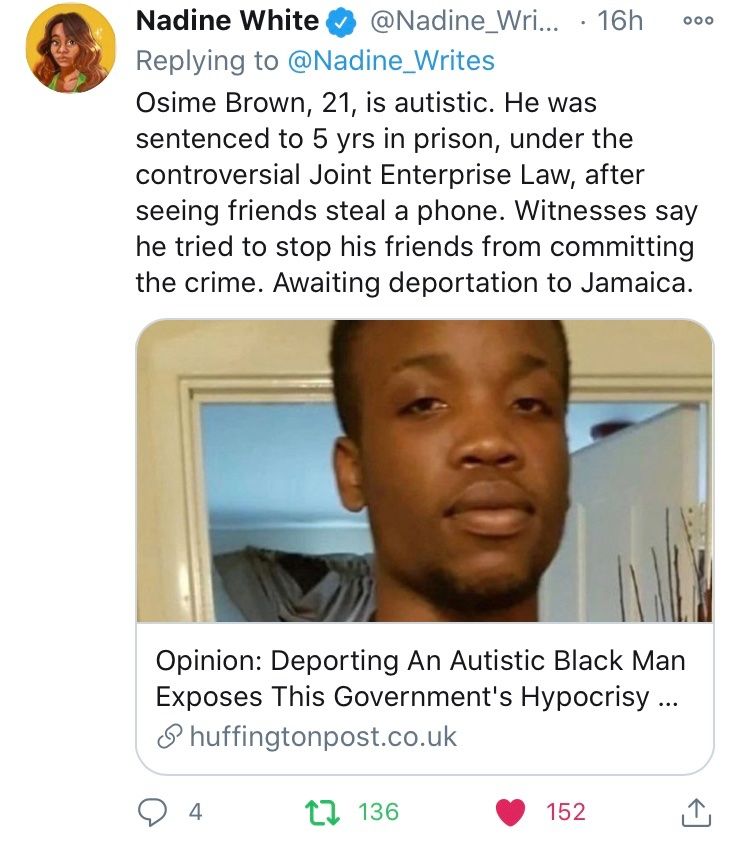 Nadine White @Nadine_Wri... · 16h
Replying to @Nadine_Writes
Osime Brown, 21, is autistic. He was
sentenced to 5 yrs in prison, under the
controversial Joint Enterprise Law, after
seeing friends steal a phone. Witnesses say
he tried to stop his friends from committing
the crime. Awaiting deportation to Jamaica.
Opinion: Deporting An Autistic Black Man
Exposes This Government's Hypocrisy ...
huffingtonpost.co.uk
4 136 152